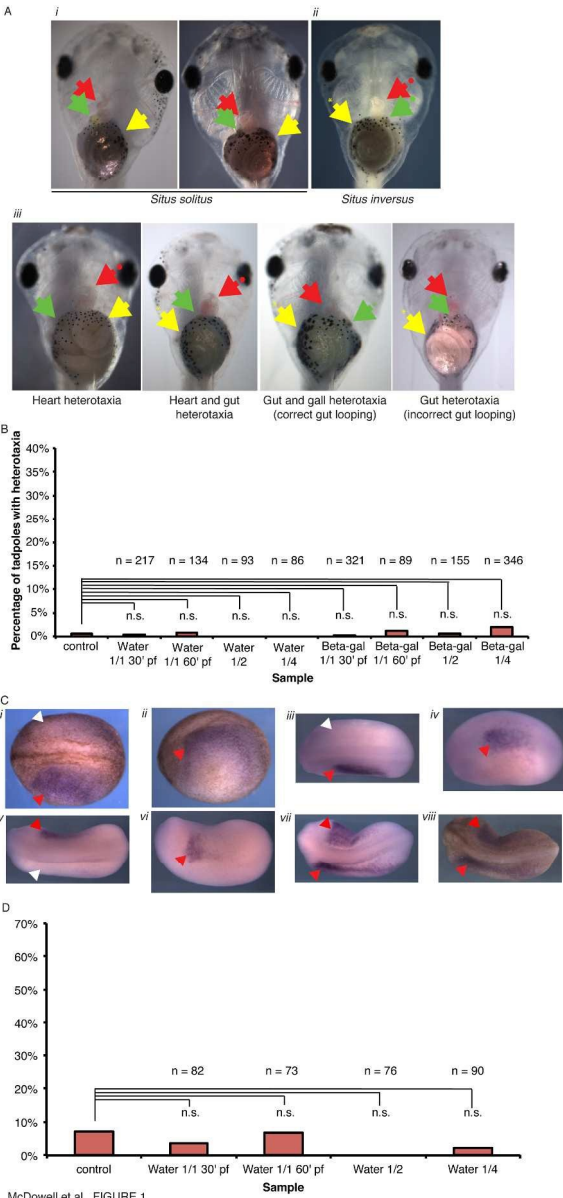 A
i
ii
Situs solitus
Situs inversus
iii
Heart heterotaxia
Heart and gut
heterotaxia
Gut and gall heterotaxia
(correct gut looping)
Gut heterotaxia
(incorrect gut looping)
B
Percentage of tadpoles with heterotaxia
40%
35%
30%
25%
20%
15%
10%
5%
0%
n = 217
n = 134
n = 93
n = 86
n = 321
n = 89
n = 155
n = 346
n.s.
n.s.
n.s.
n.s.
n.s.
n.s.
n.s.
n.s.
control
Water
1/1 30' pf
Water
1/1 60' pf
Water
1/2
Water
1/4
Beta-gal
1/1 30' pf
Beta-gal
1/1 60' pf
Beta-gal
1/2
Beta-gal
1/4
Sample
C
i
ii
iii
iv
v
vi
vii
viii
D
70%
60%
50%
40%
30%
20%
10%
0%
n = 82
n = 73
n = 76
n = 90
n.s.
n.s.
n.s.
n.s.
control
Water 1/1 30' pf
Water 1/1 60' pf
Water 1/2
Water 1/4
Sample
McDowell et al., FIGURE 1